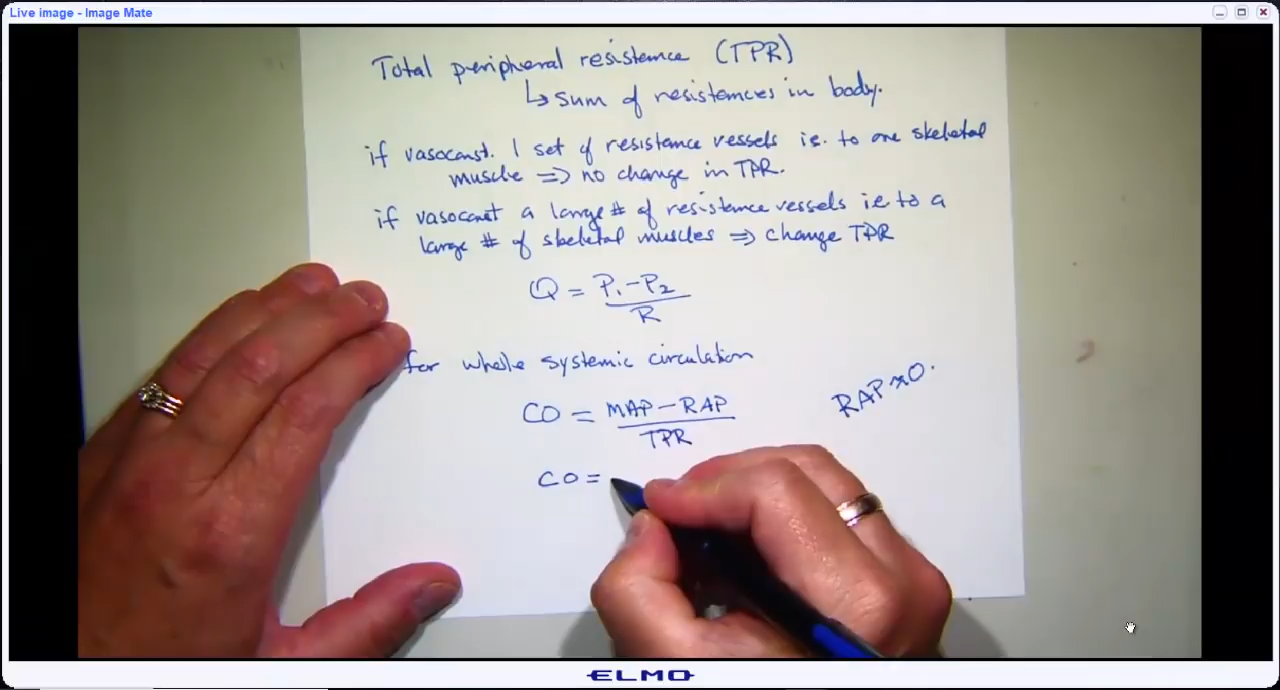 Live image - Image Mate
Total peripheral resistance (TPR)
↳ sum of resistances in body.
if vasoconst. 1 set of resistance vessels ie. to one skeletal
muscle => no change in TPR.
if vasoconst a large # of resistance vessels ie to a
large # of skeletal muscles => change TPR
Q = P₁-P₂
R
for whole systemic circulation
CO = MAP - RAP
TPR
RAP≈0.
CO =
ELMO